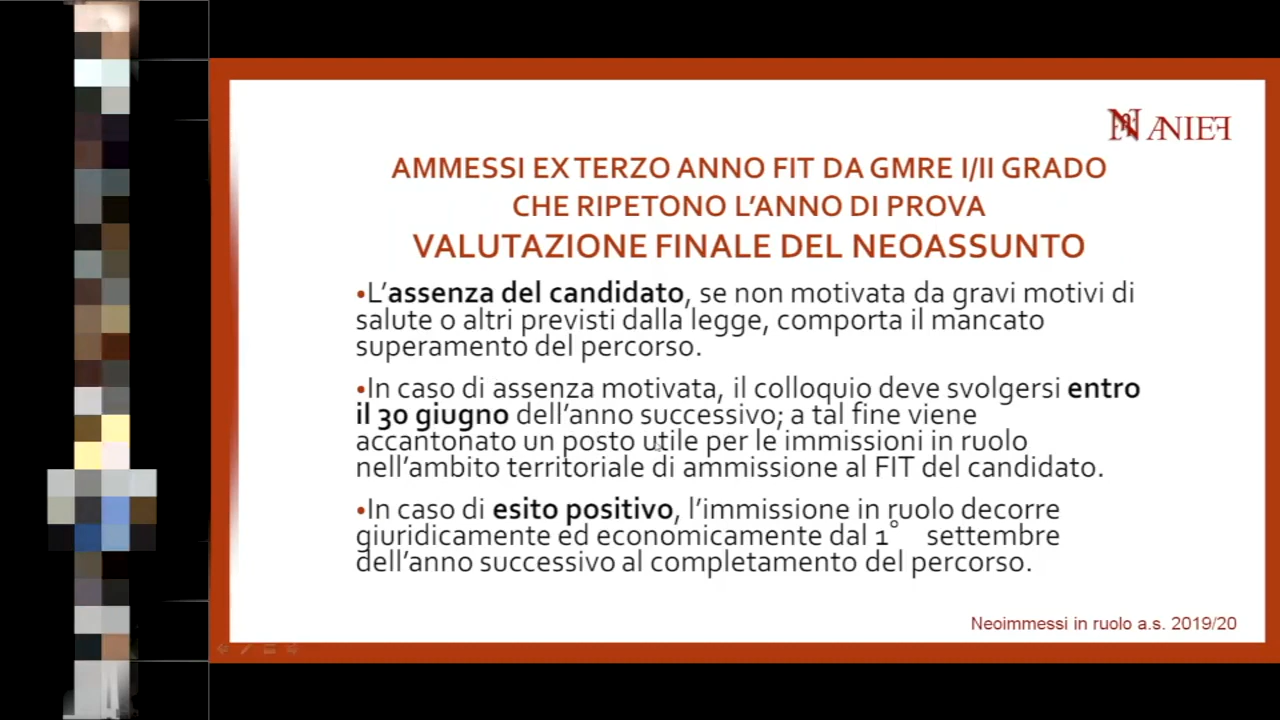 ANIEF
AMMESSI EX TERZO ANNO FIT DA GMRE I/II GRADO
CHE RIPETONO L'ANNO DI PROVA
VALUTAZIONE FINALE DEL NEOASSUNTO
•L'assenza del candidato, se non motivata da gravi motivi di
salute o altri previsti dalla legge, comporta il mancato
superamento del percorso.
•In caso di assenza motivata, il colloquio deve svolgersi entro
il 30 giugno dell'anno successivo; a tal fine viene
accantonato un posto utile per le immissioni in ruolo
nell'ambito territoriale di ammissione al FIT del candidato.
•In caso di esito positivo, l'immissione in ruolo decorre
giuridicamente ed economicamente dal 1° settembre
dell'anno successivo al completamento del percorso.
Neoimmessi in ruolo a.s. 2019/20